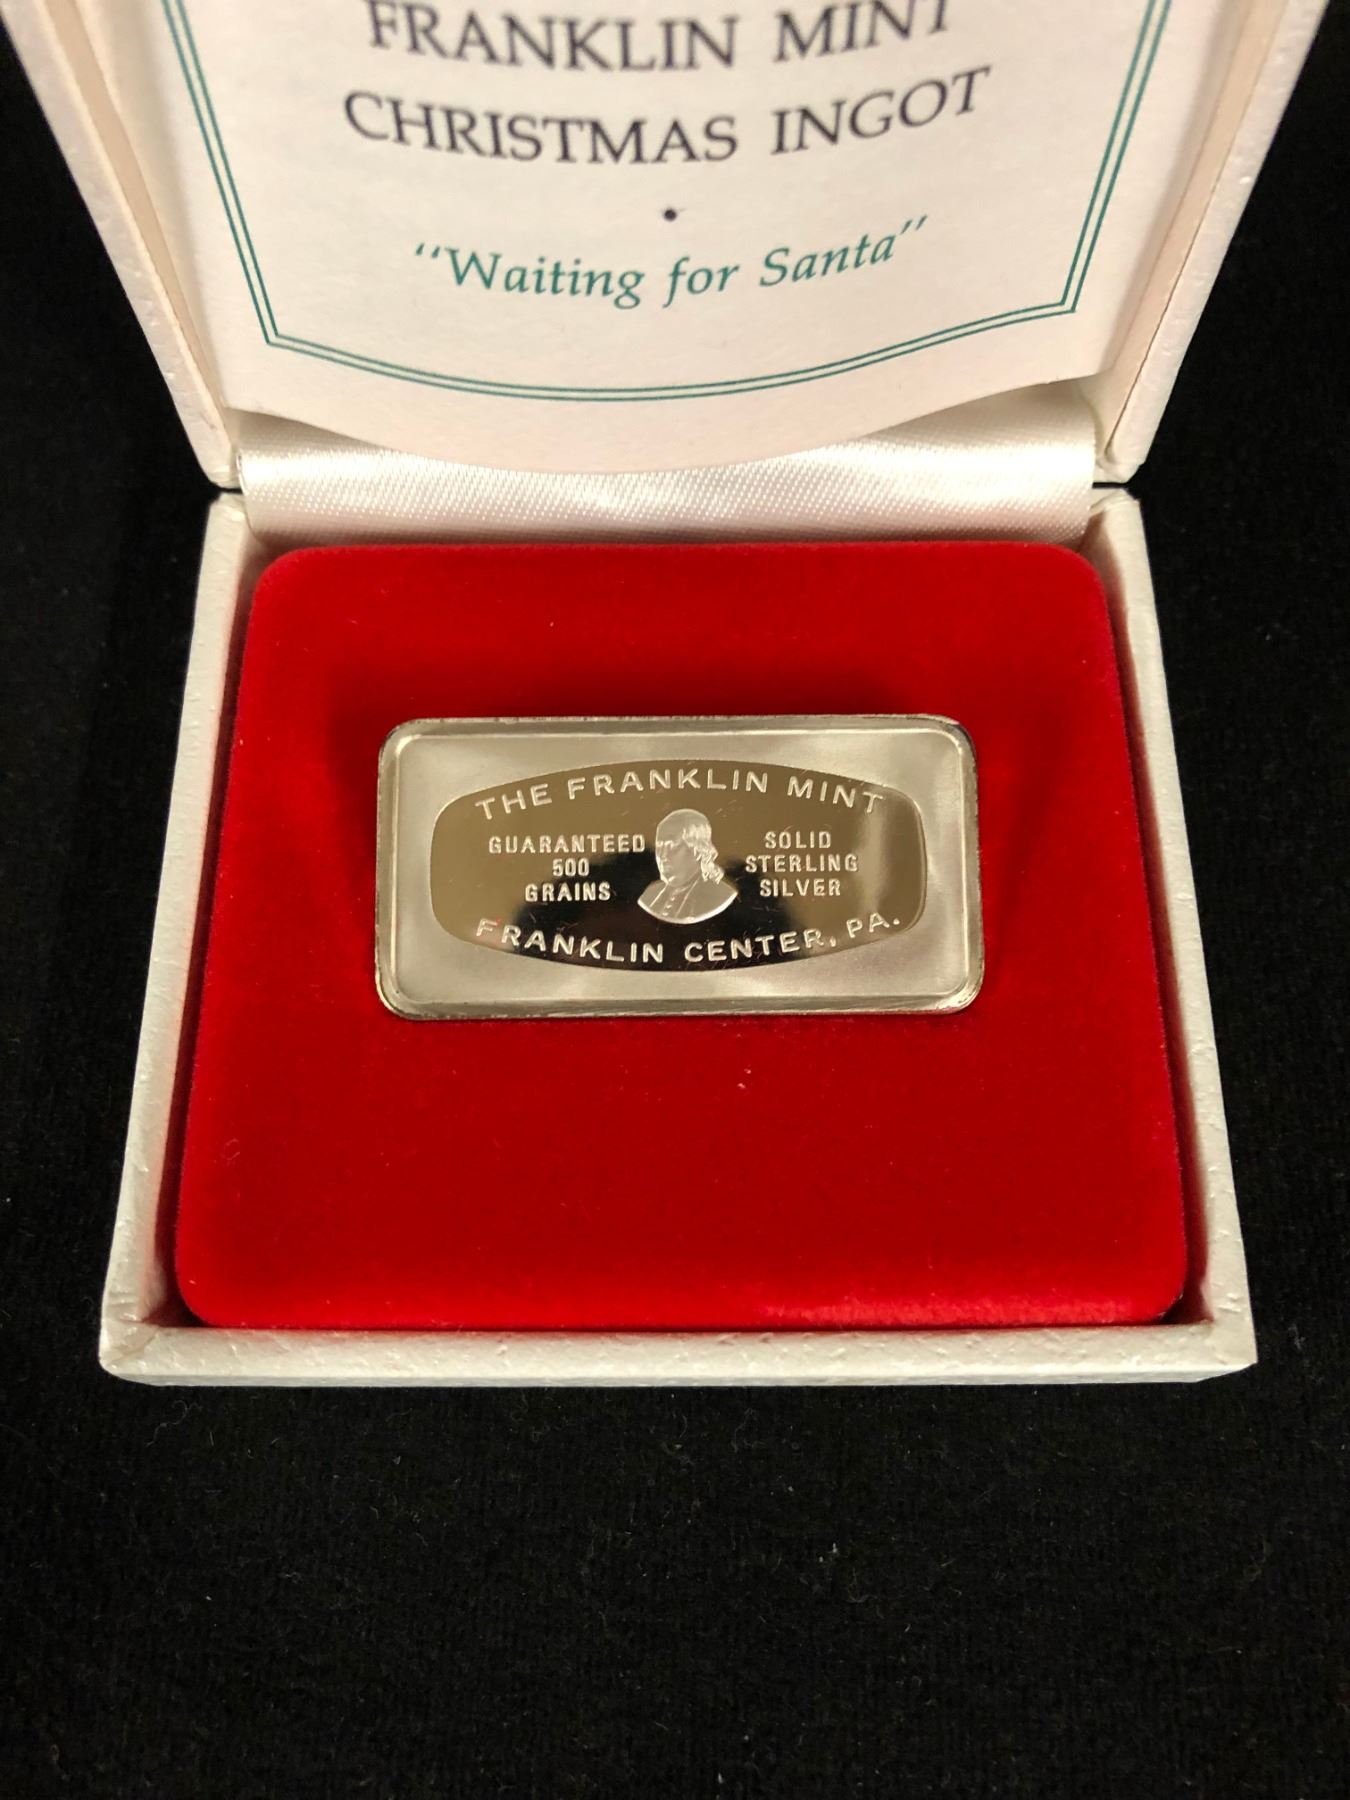 FRANKLIN MINT
CHRISTMAS INGOT
•
“Waiting for Santa”
THE FRANKLIN MINT
GUARANTEED
500
GRAINS
SOLID
STERLING
SILVER
FRANKLIN CENTER, PA.